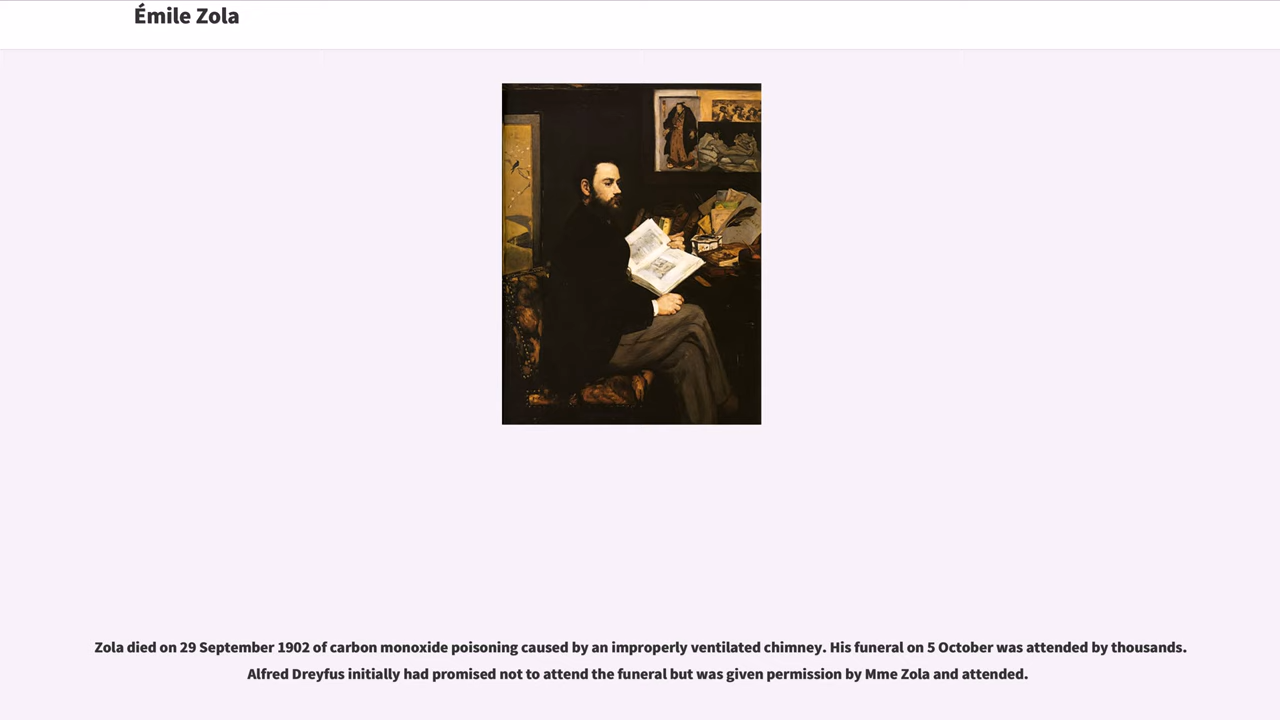 Émile Zola
Zola died on 29 September 1902 of carbon monoxide poisoning caused by an improperly ventilated chimney. His funeral on 5 October was attended by thousands.
Alfred Dreyfus initially had promised not to attend the funeral but was given permission by Mme Zola and attended.